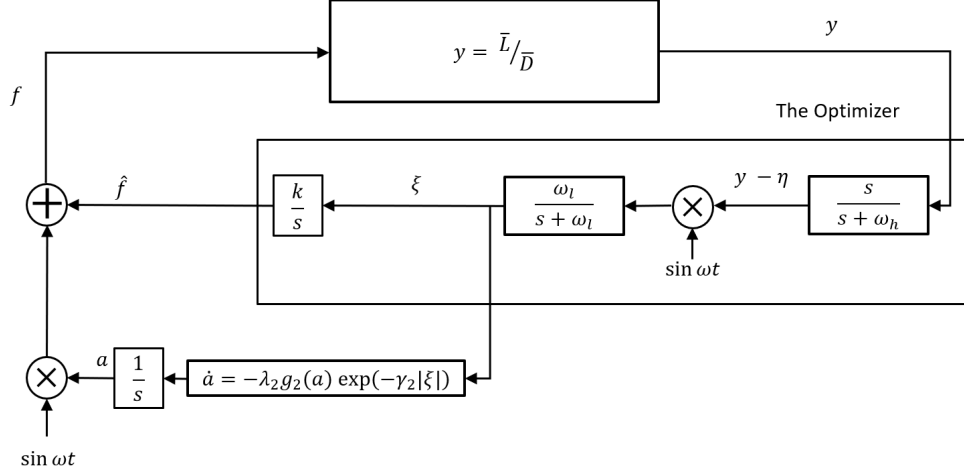 y = L̅/D̅
y
f
The Optimizer
f̂
k/s
ξ
ω_l/(s + ω_l)
×
y − η
s/(s + ω_h)
+
sin ωt
a
1/s
ȧ = −λ₂g₂(a) exp(−γ₂|ξ|)
×
sin ωt